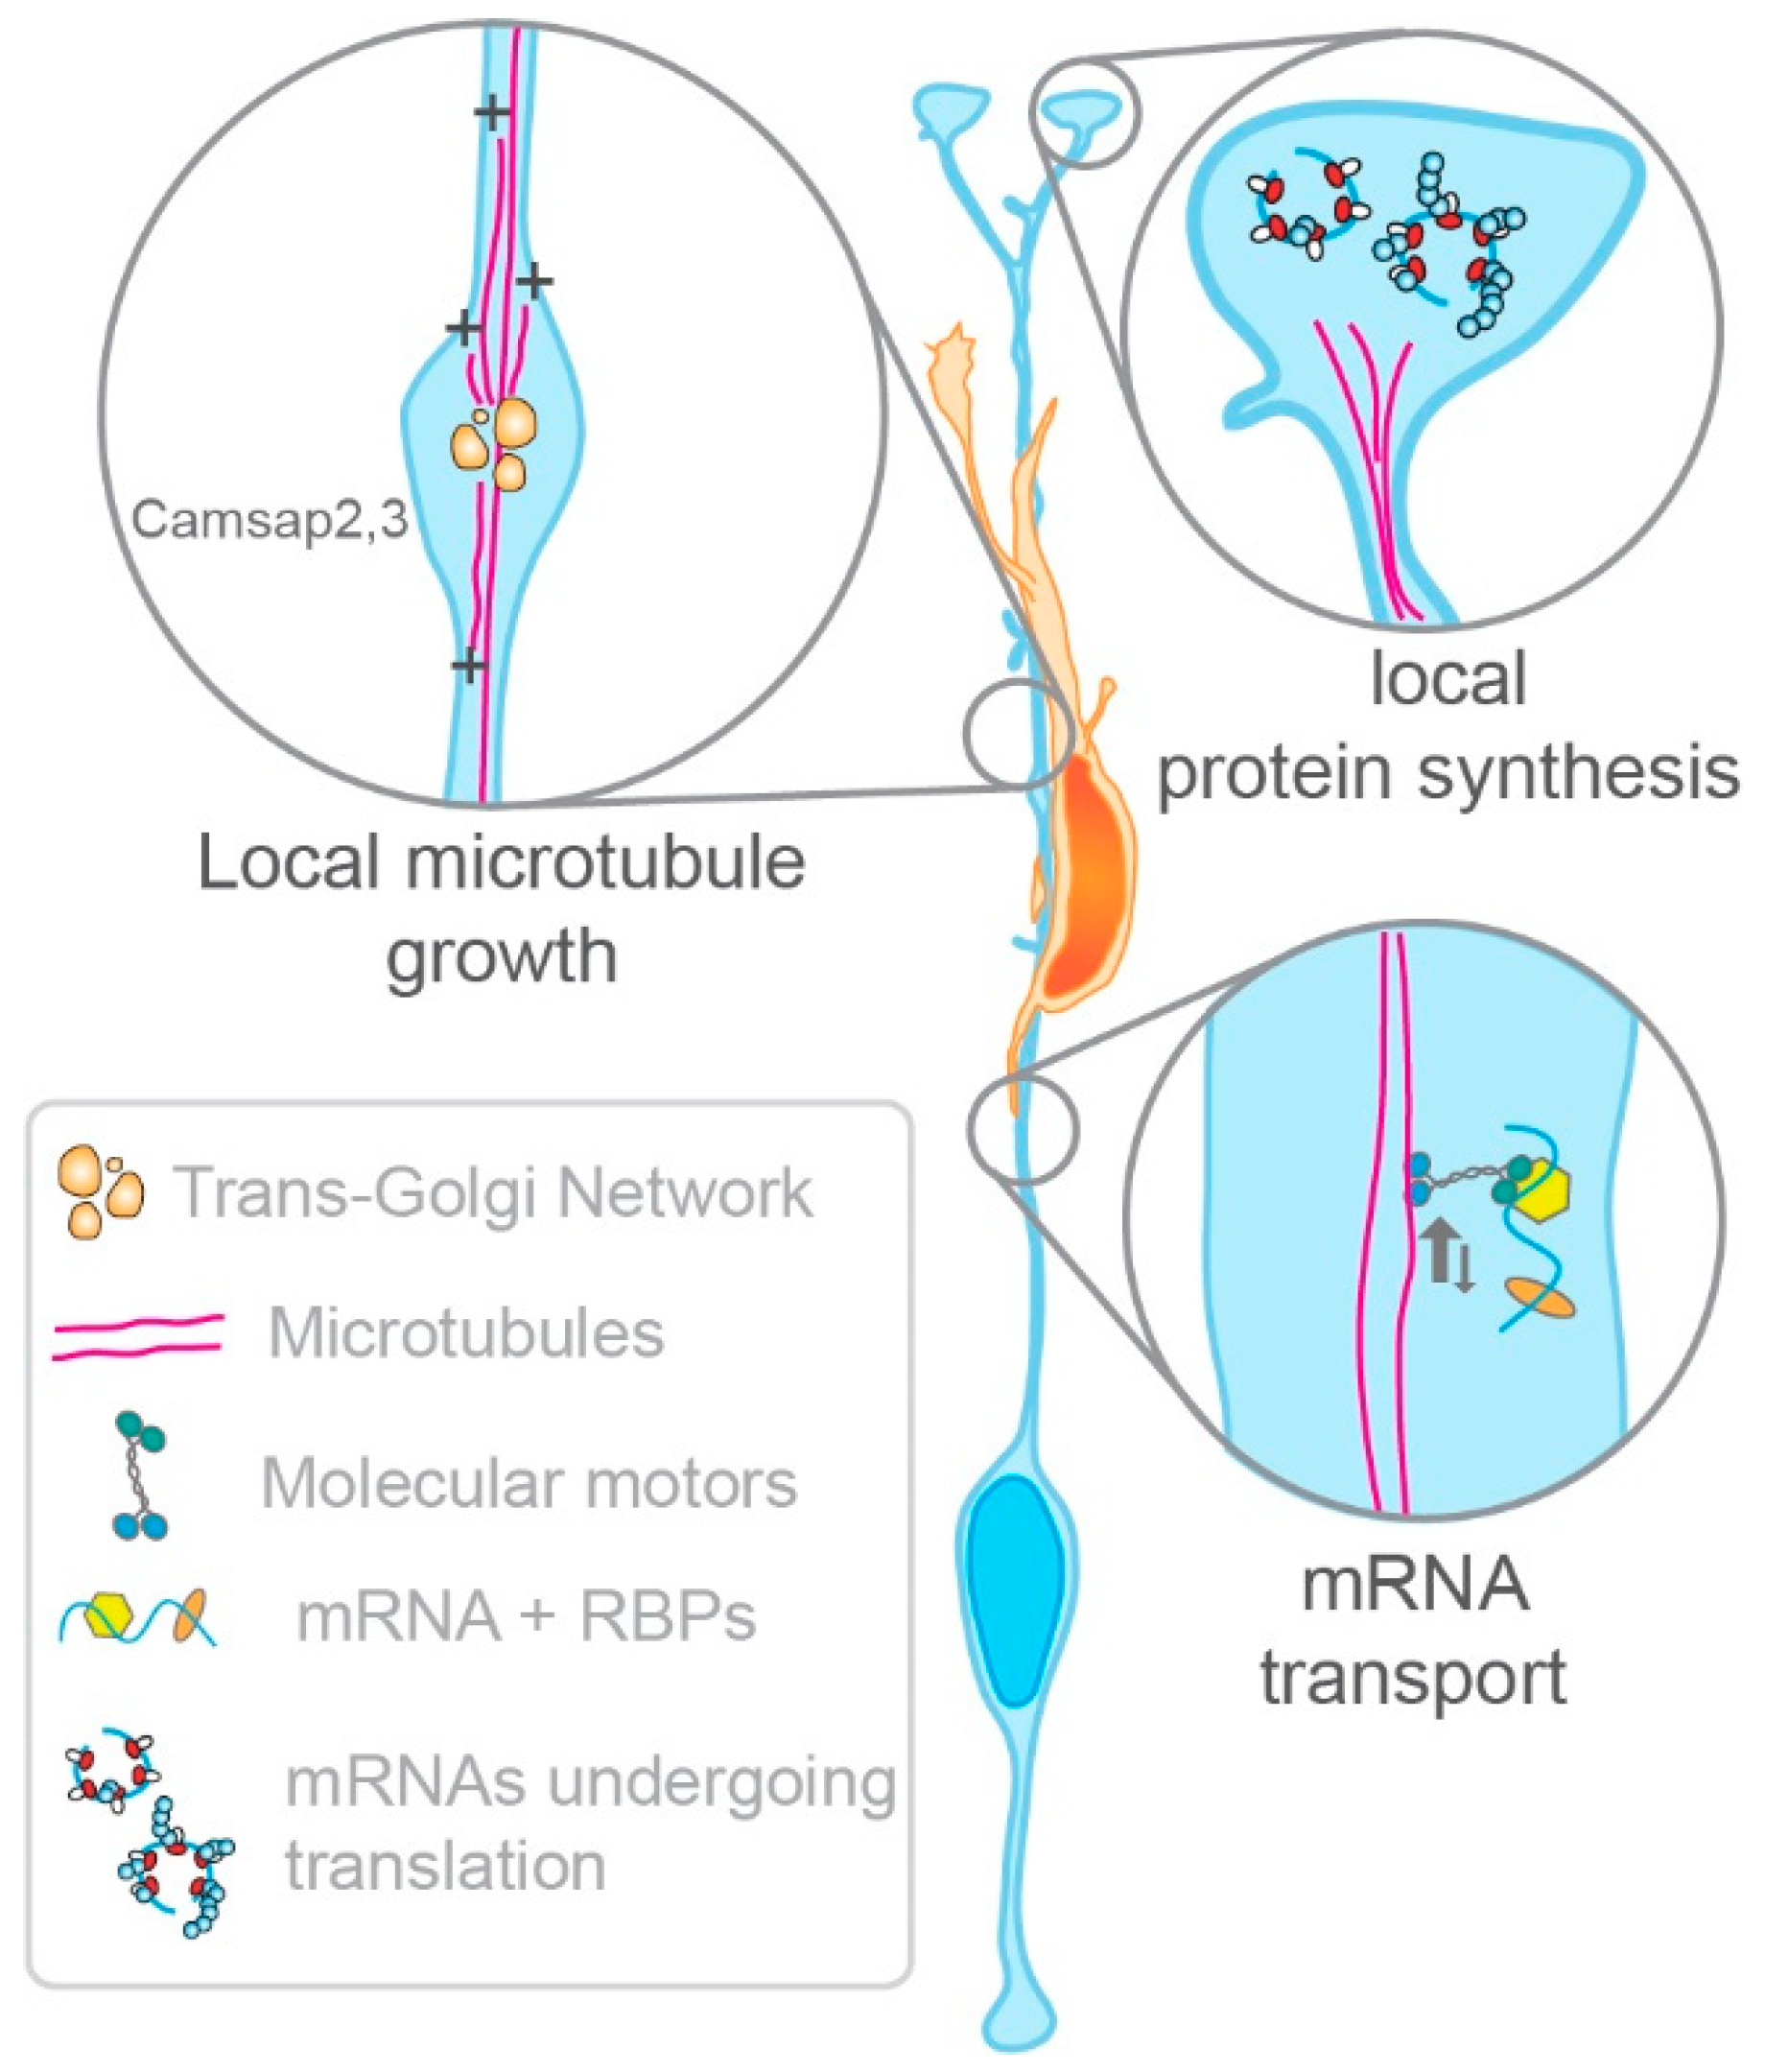 Camsap2,3
Local microtubule
growth
local
protein synthesis
mRNA
transport
Trans-Golgi Network
Microtubules
Molecular motors
mRNA + RBPs
mRNAs undergoing
translation